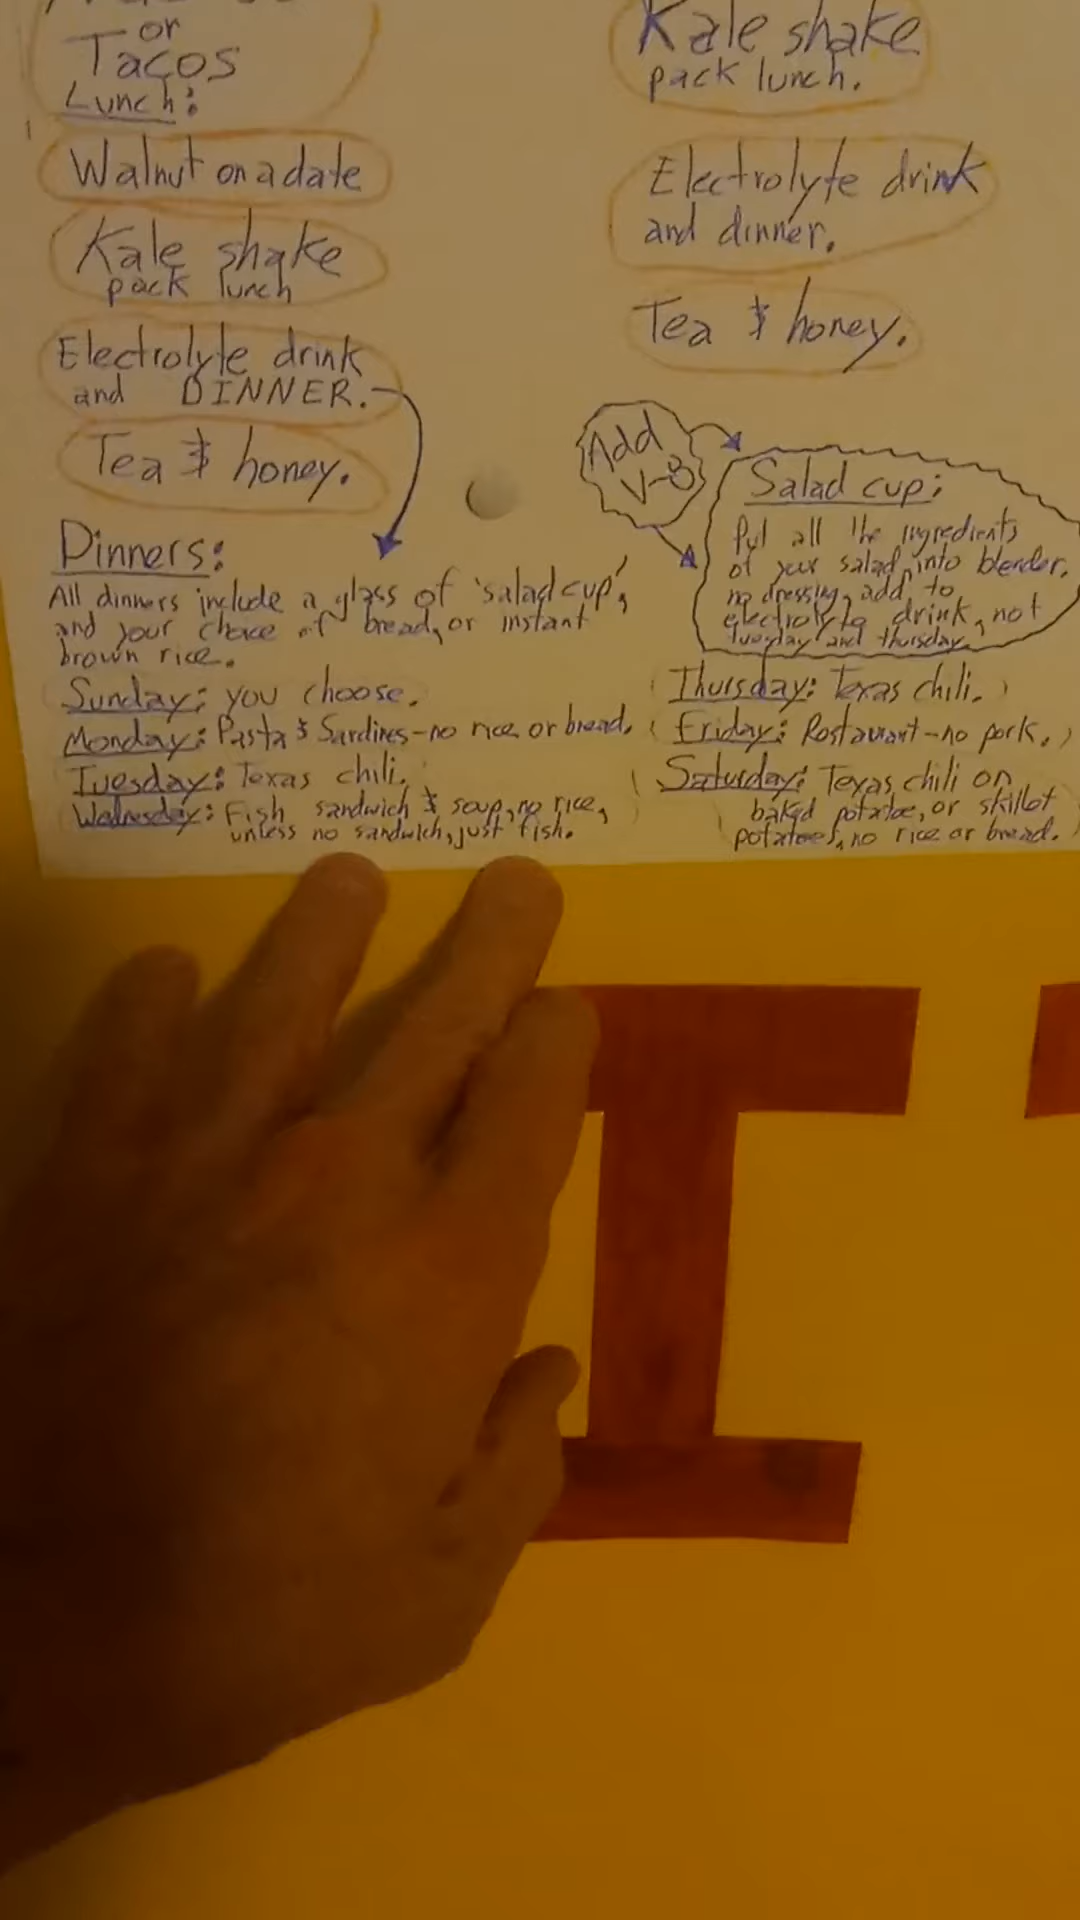 or
Tacos
Lunch:
Walnut on a date
Kale shake
pack lunch
Electrolyte drink
and DINNER.
Tea & honey.
Kale shake
pack lunch.
Electrolyte drink
and dinner.
Tea & honey.
Add
V-8
Salad cup:
Put all the ingredients
of your salad, into blender,
no dressing, add to
electrolyte drink, not
tuesday and thursday
Dinners:
All dinners include a glass of 'salad cup',
and your choice of bread, or instant
brown rice.
Sunday: you choose.
Monday: Pasta & Sardines-no rice or bread.
Tuesday: Texas chili.
Wednesday: Fish sandwich & soup, no rice,
unless no sandwich, just fish.
Thursday: Texas chili.
Friday: Restaurant-no pork.
Saturday: Texas chili on
baked potatoe, or skillet
potatoes, no rice or bread.
I